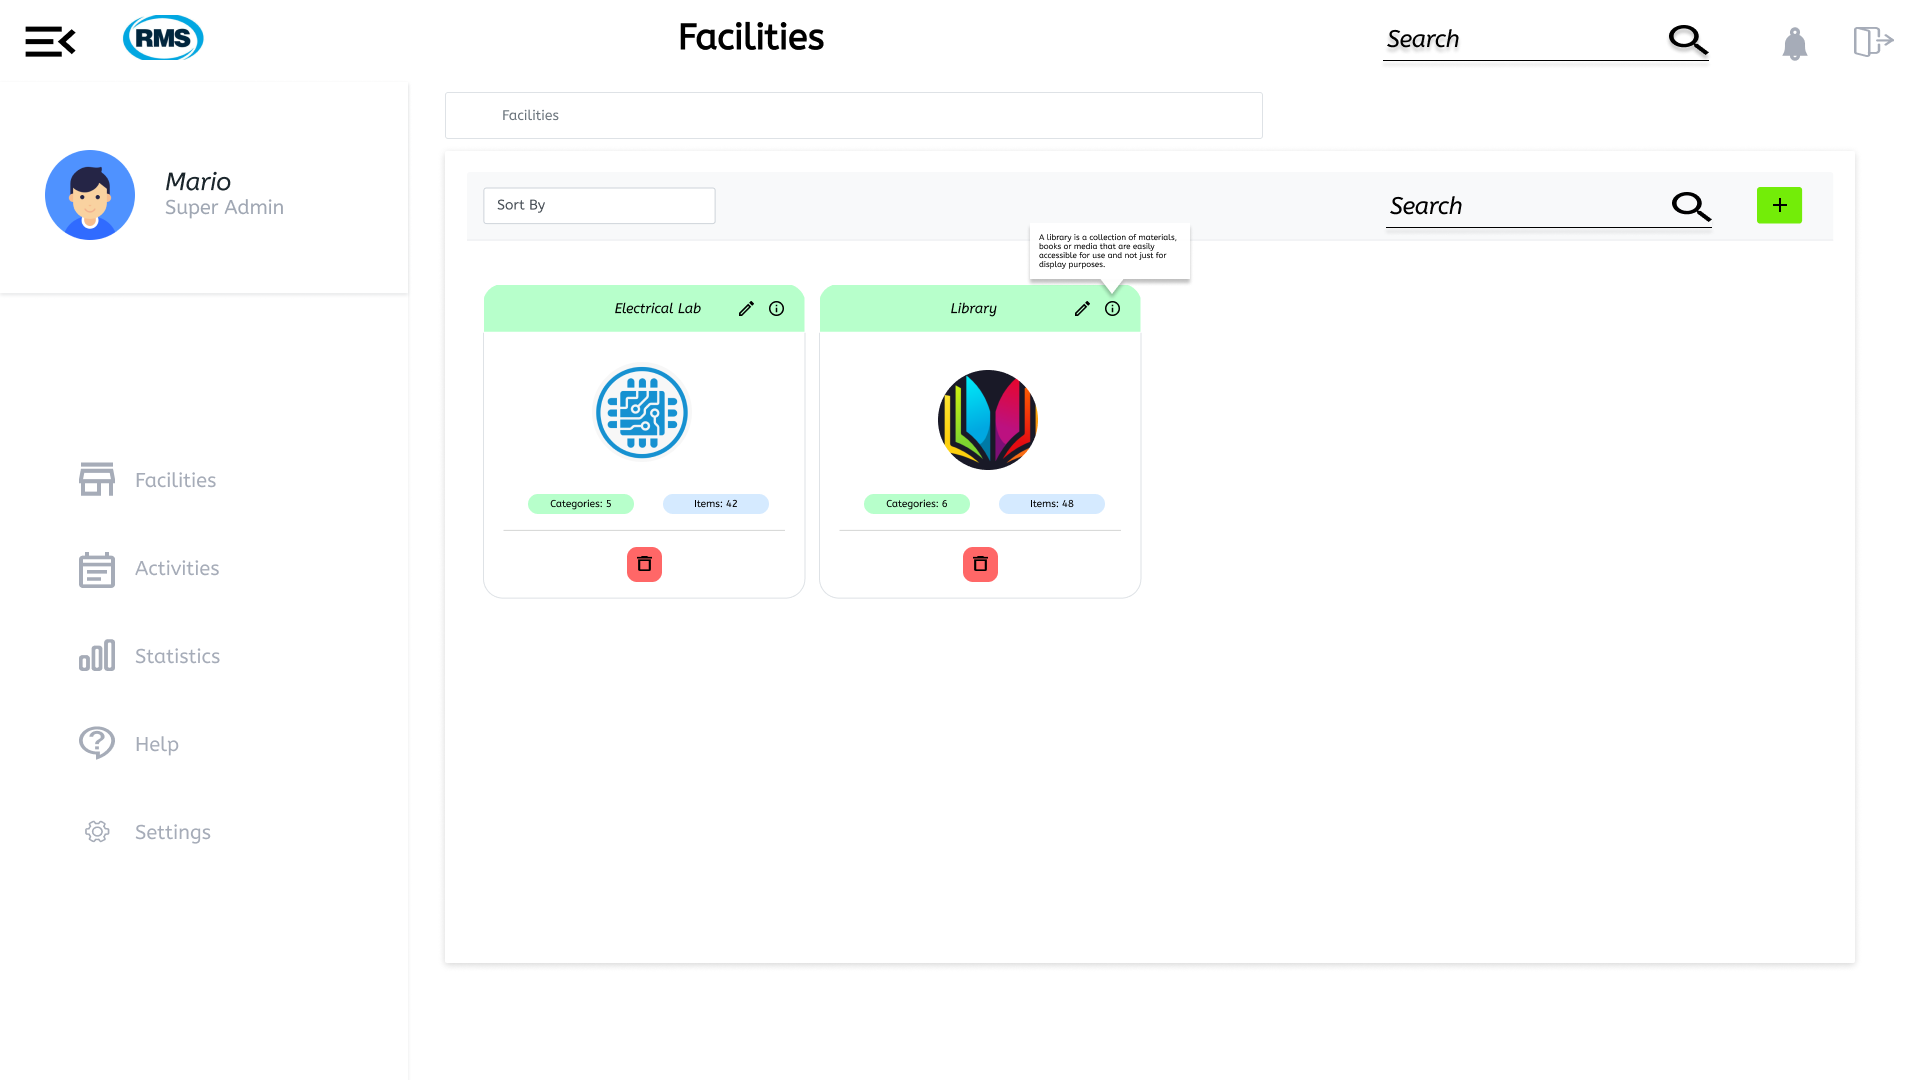 RMS
Facilities
Search
Facilities
Mario
Super Admin
Sort By
Search
+
A library is a collection of materials,
books or media that are easily
accessible for use and not just for
display purposes.
Electrical Lab
Library
Categories: 5
Items: 42
Categories: 6
Items: 48
Facilities
Activities
Statistics
Help
Settings